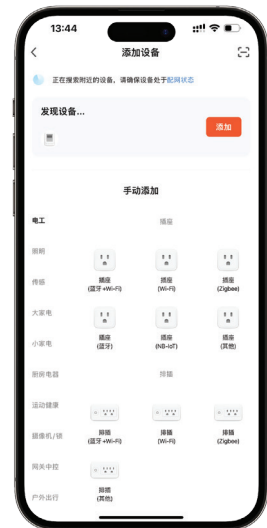 13:44
添加设备
正在搜索附近的设备，请确保设备处于配网状态
发现设备...
添加
手动添加
电工
插座
照明
插座
(蓝牙+Wi-Fi)
插座
(Wi-Fi)
插座
(Zigbee)
传感
大家电
插座
(蓝牙)
插座
(NB-IoT)
插座
(其他)
小家电
厨房电器
排插
运动健康
排插
(蓝牙+Wi-Fi)
排插
(Wi-Fi)
排插
(Zigbee)
摄像机/锁
网关中控
排插
(其他)
户外出行